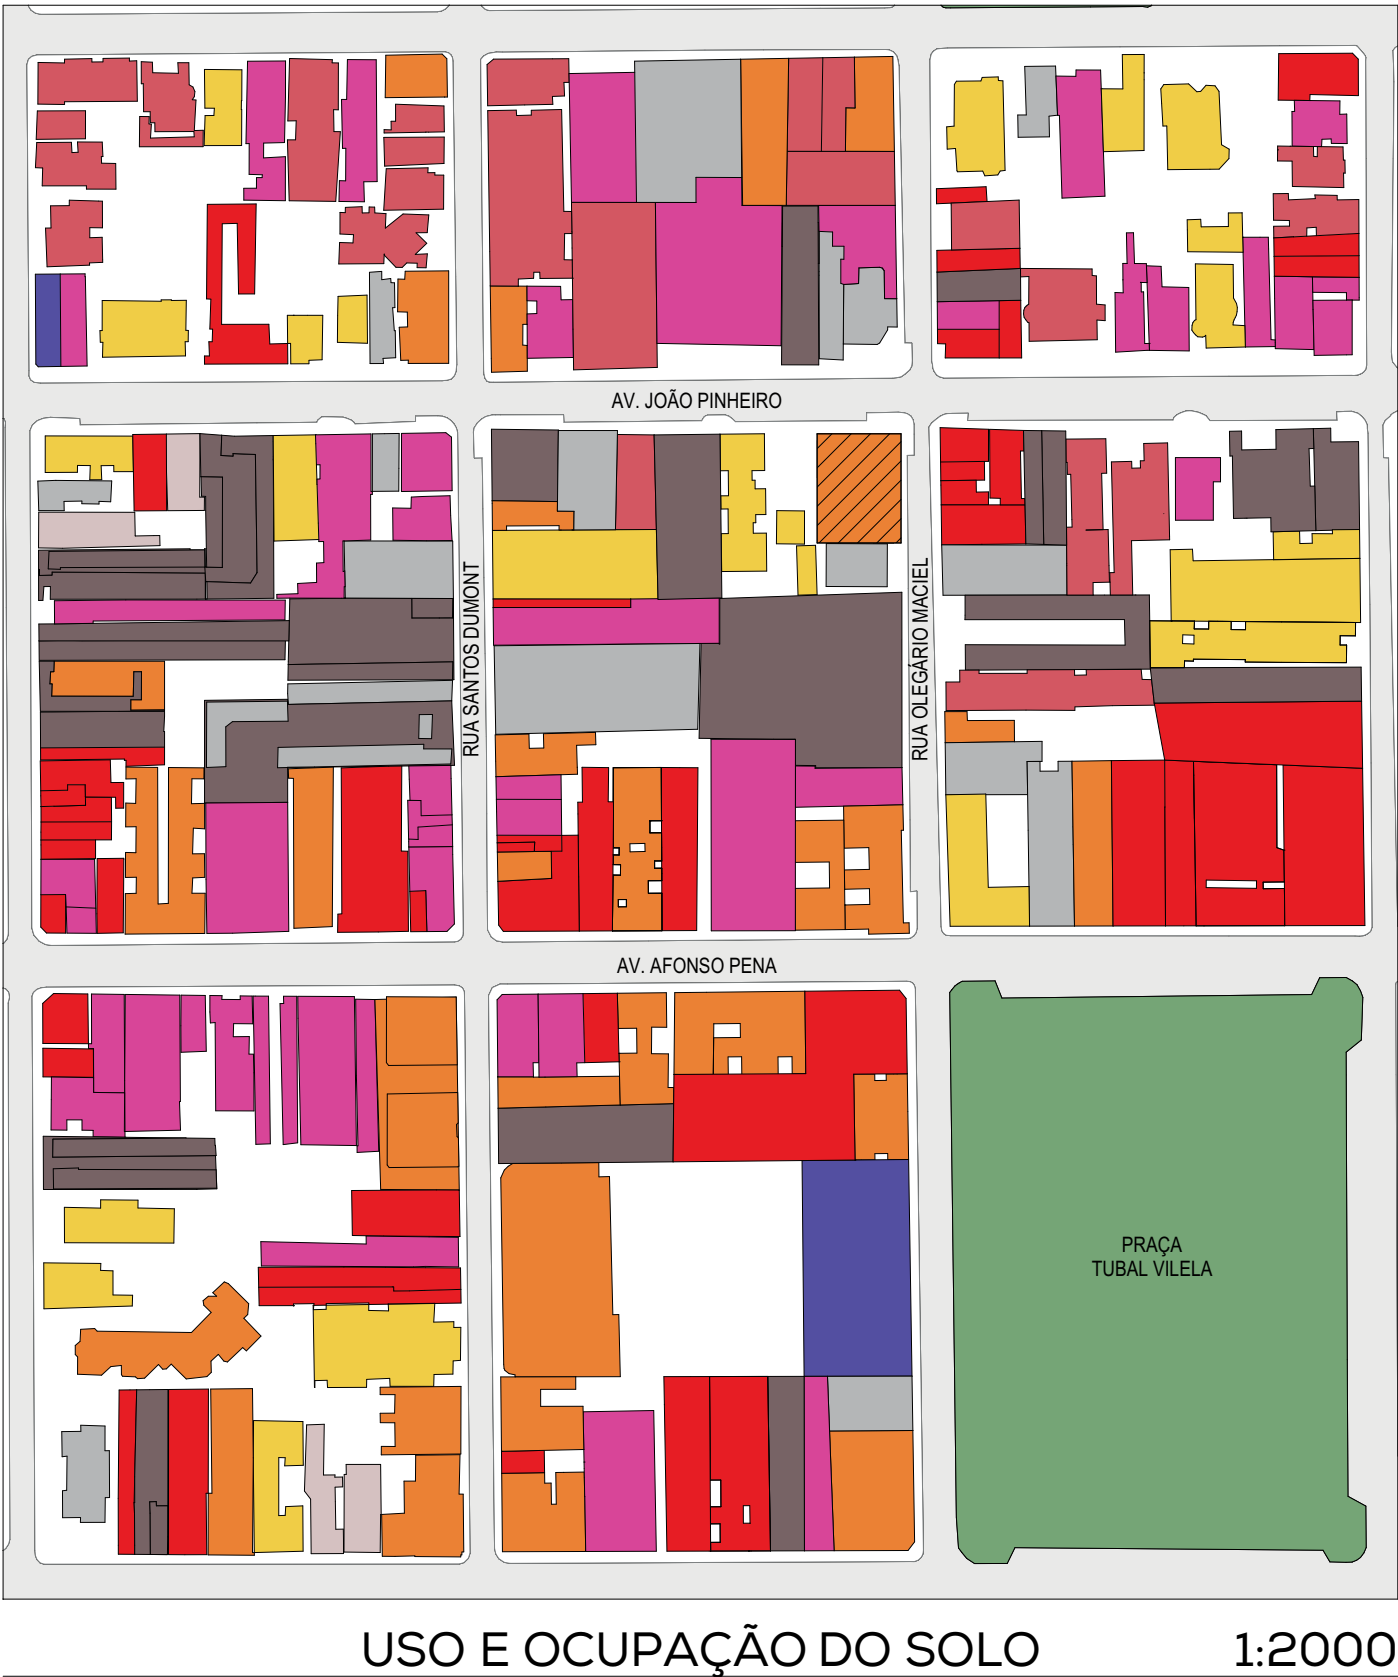 AV. JOÃO PINHEIRO
RUA SANTOS DUMONT
RUA OLEGÁRIO MACIEL
AV. AFONSO PENA
PRAÇA
TUBAL VILELA
USO E OCUPAÇÃO DO SOLO 1:2000